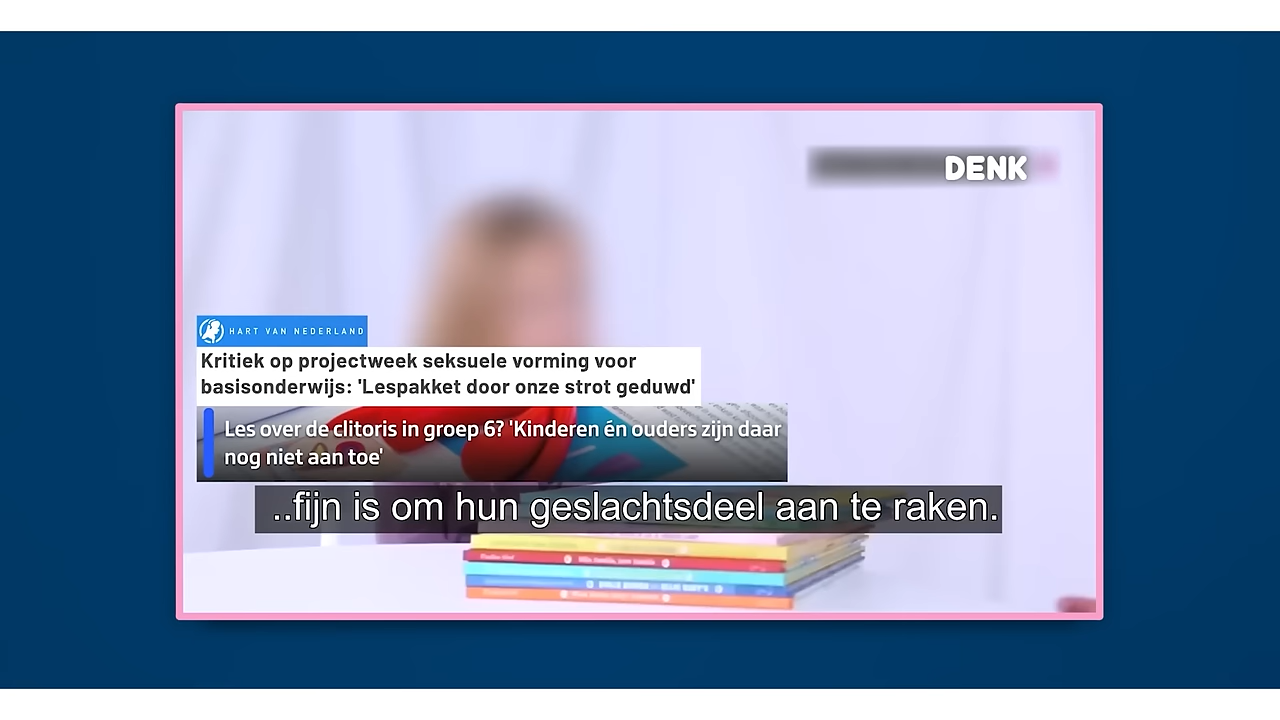 DENK
HART VAN NEDERLAND
Kritiek op projectweek seksuele vorming voor
basisonderwijs: 'Lespakket door onze strot geduwd'
Les over de clitoris in groep 6? 'Kinderen én ouders zijn daar
nog niet aan toe'
..fijn is om hun geslachtsdeel aan te raken.